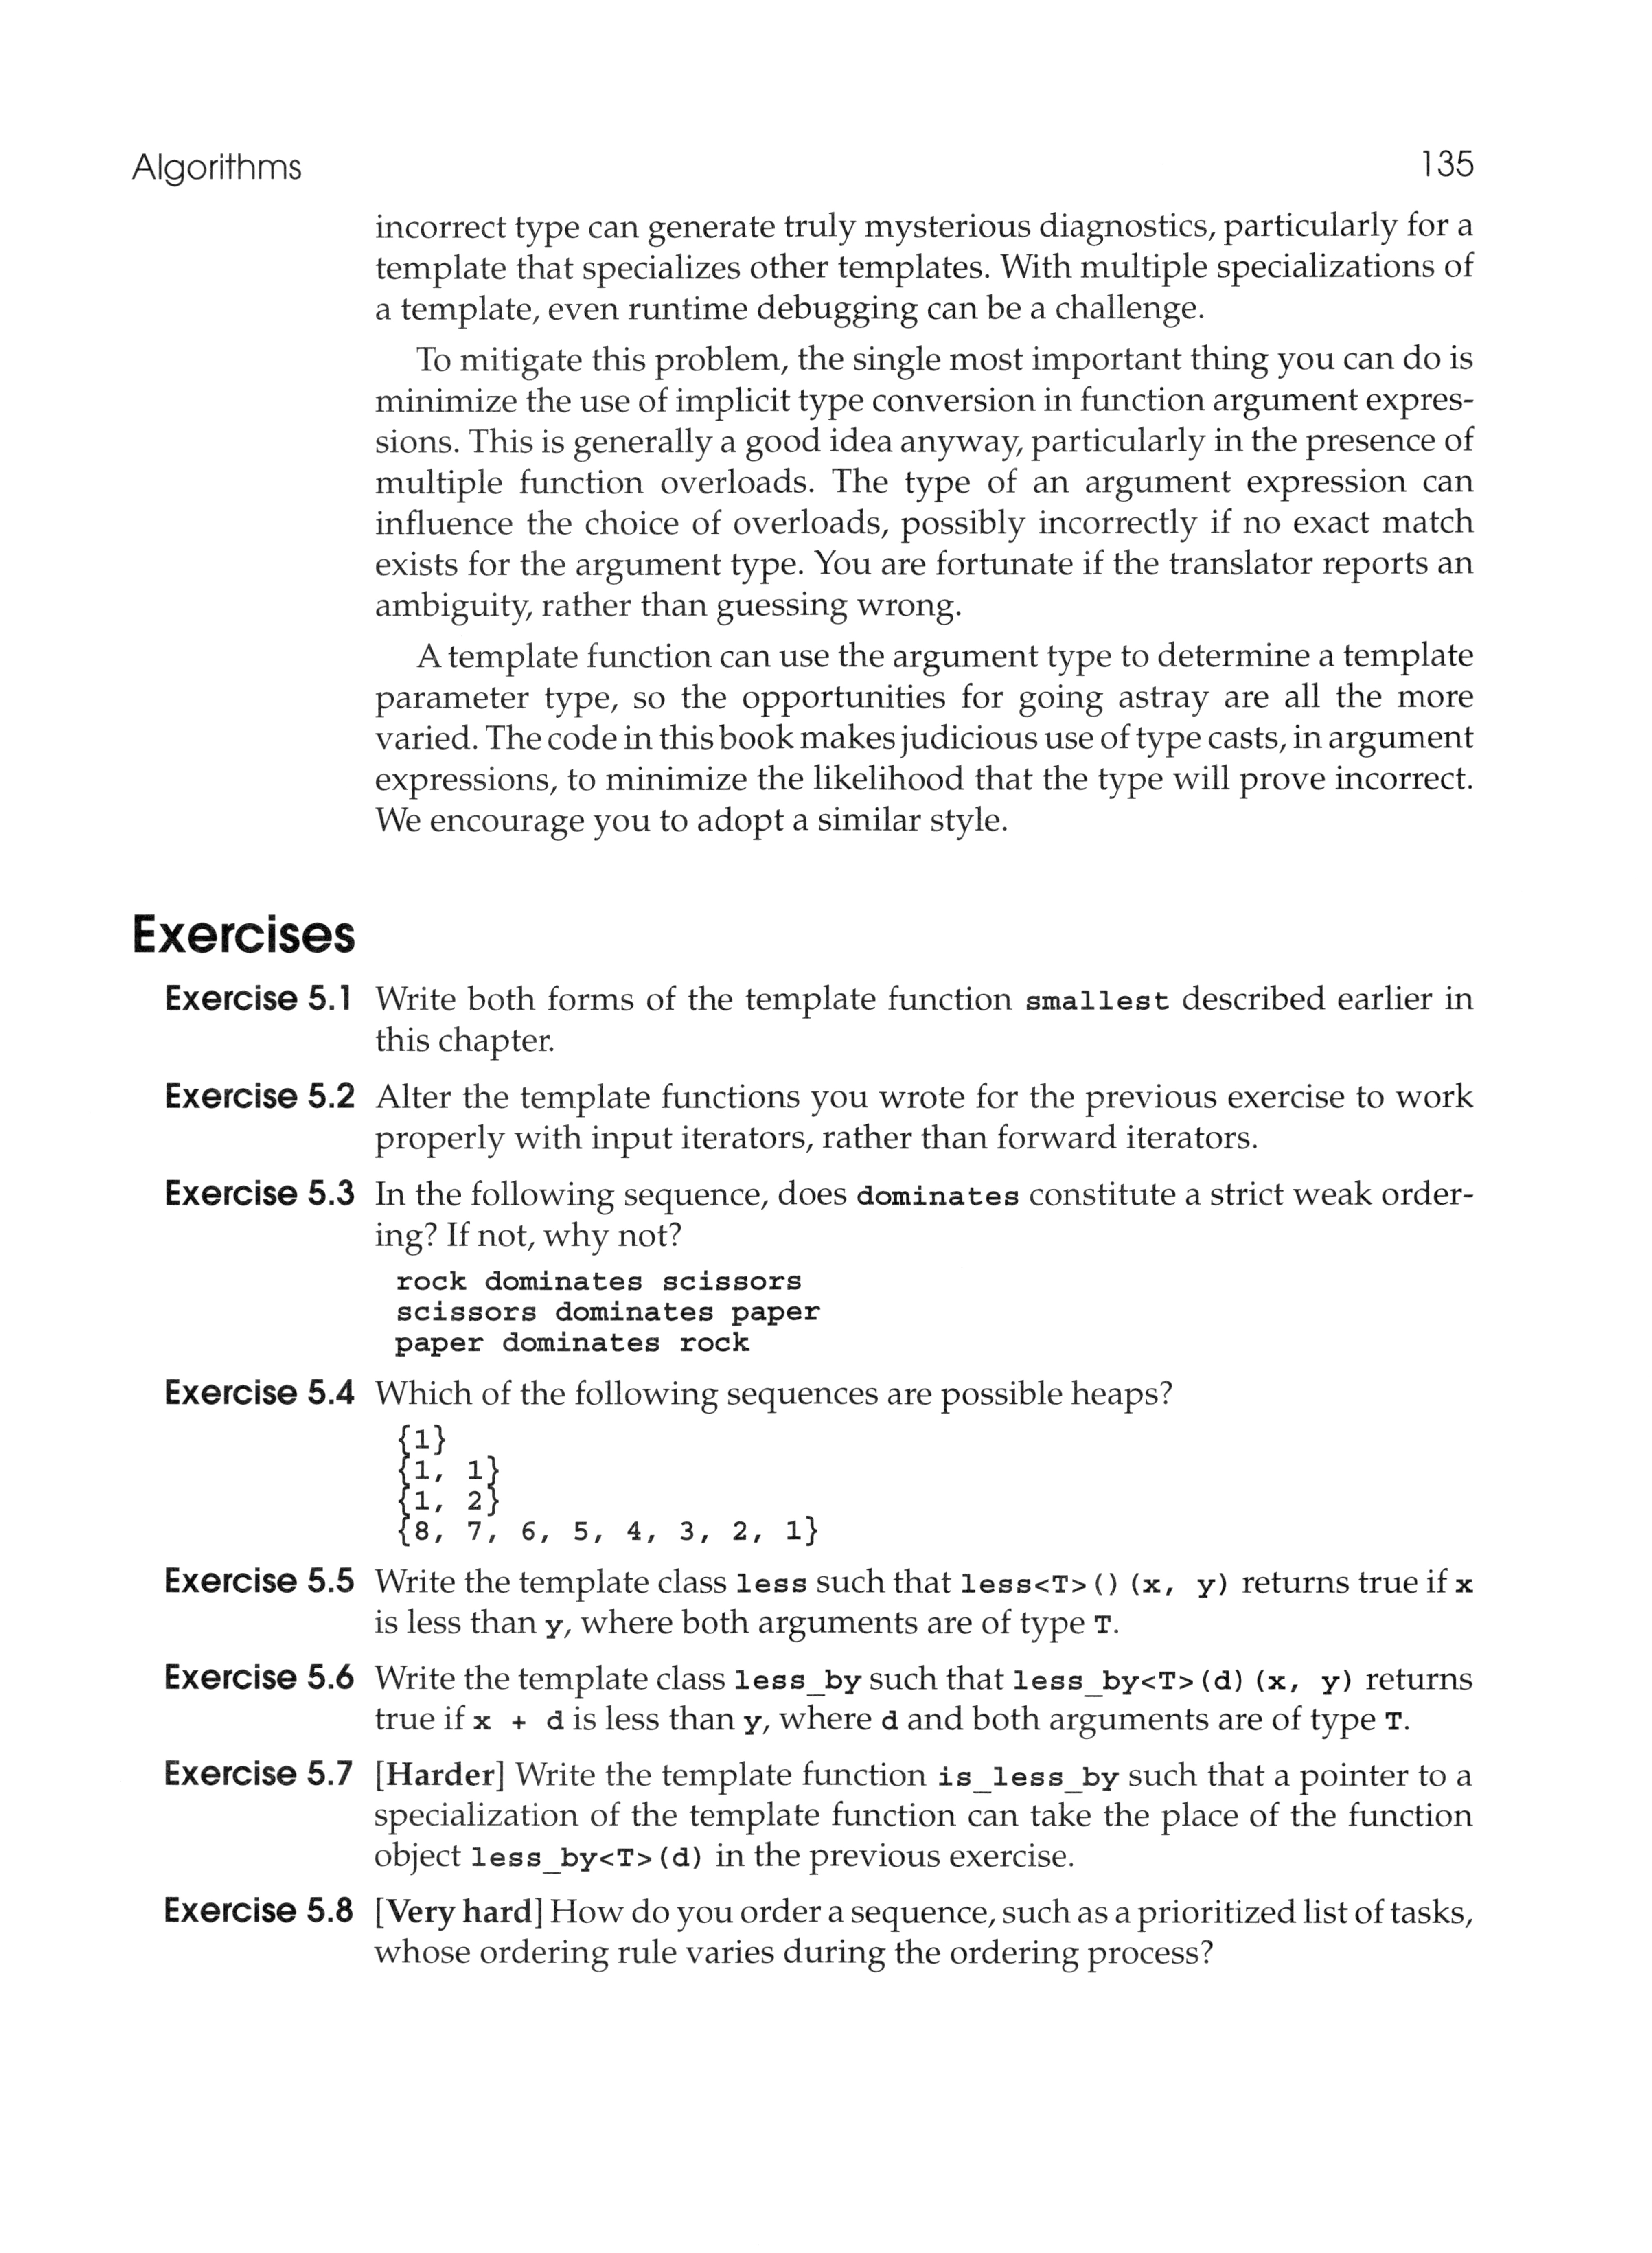 Algorithms 135
incorrect type can generate truly mysterious diagnostics, particularly for a
template that specializes other templates. With multiple specializations of
a template, even runtime debugging can be a challenge.
To mitigate this problem, the single most important thing you can do is
minimize the use of implicit type conversion in function argument expres-
sions. This is generally a good idea anyway, particularly in the presence of
multiple function overloads. The type of an argument expression can
influence the choice of overloads, possibly incorrectly if no exact match
exists for the argument type. You are fortunate if the translator reports an
ambiguity, rather than guessing wrong.
A template function can use the argument type to determine a template
parameter type, so the opportunities for going astray are all the more
varied. The code in this book makes judicious use of type casts, in argument
expressions, to minimize the likelihood that the type will prove incorrect.
We encourage you to adopt a similar style.
Exercises
Exercise 5.1 Write both forms of the template function smallest described earlier in
this chapter.
Exercise 5.2 Alter the template functions you wrote for the previous exercise to work
properly with input iterators, rather than forward iterators.
Exercise 5.3 In the following sequence, does dominates constitute a strict weak order-
ing? If not, why not?
rock dominates scissors
scissors dominates paper
paper dominates rock
Exercise 5.4 Which of the following sequences are possible heaps?
{1}
{1, 1}
{1, 2}
{8, 7, 6, 5, 4, 3, 2, 1}
Exercise 5.5 Write the template class less such that less<T>() (x, y) returns true if x
is less than y, where both arguments are of type T.
Exercise 5.6 Write the template class less_by such that less_by<T>(d) (x, y) returns
true if x + d is less than y, where d and both arguments are of type T.
Exercise 5.7 [Harder] Write the template function is_less_by such that a pointer to a
specialization of the template function can take the place of the function
object less_by<T>(d) in the previous exercise.
Exercise 5.8 [Very hard] How do you order a sequence, such as a prioritized list of tasks,
whose ordering rule varies during the ordering process?